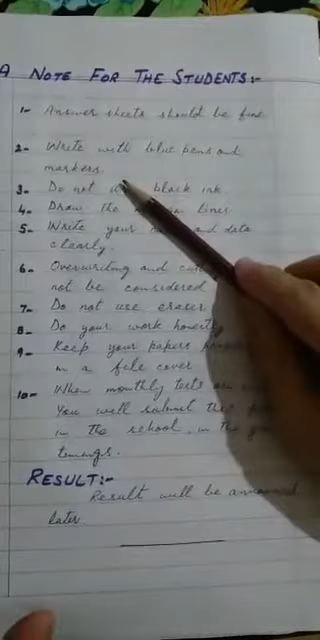 A NOTE FOR THE STUDENTS:-
1- Answer sheets should be fine
2- Write with blue pens and
markers.
3- Do not black ink.
4- Draw the lines
5- Write your and data
clearly.
6- Overwriting and
not be considered
7- Do not use eraser
8- Do your work honestly
9- Keep your papers
in a file cover
10- When monthly tests are
You will submit the
in the school, in the
timings.
RESULT:-
Result will be announced
later.